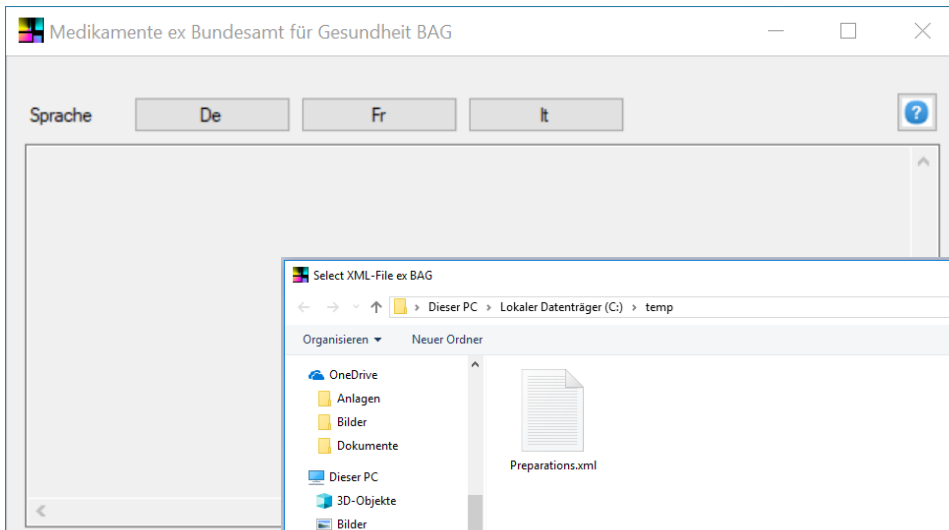 Medikamente ex Bundesamt für Gesundheit BAG
Sprache De Fr It
?
Select XML-File ex BAG
Dieser PC › Lokaler Datenträger (C:) › temp
Organisieren Neuer Ordner
OneDrive
Anlagen
Bilder
Dokumente
Preparations.xml
Dieser PC
3D-Objekte
Bilder